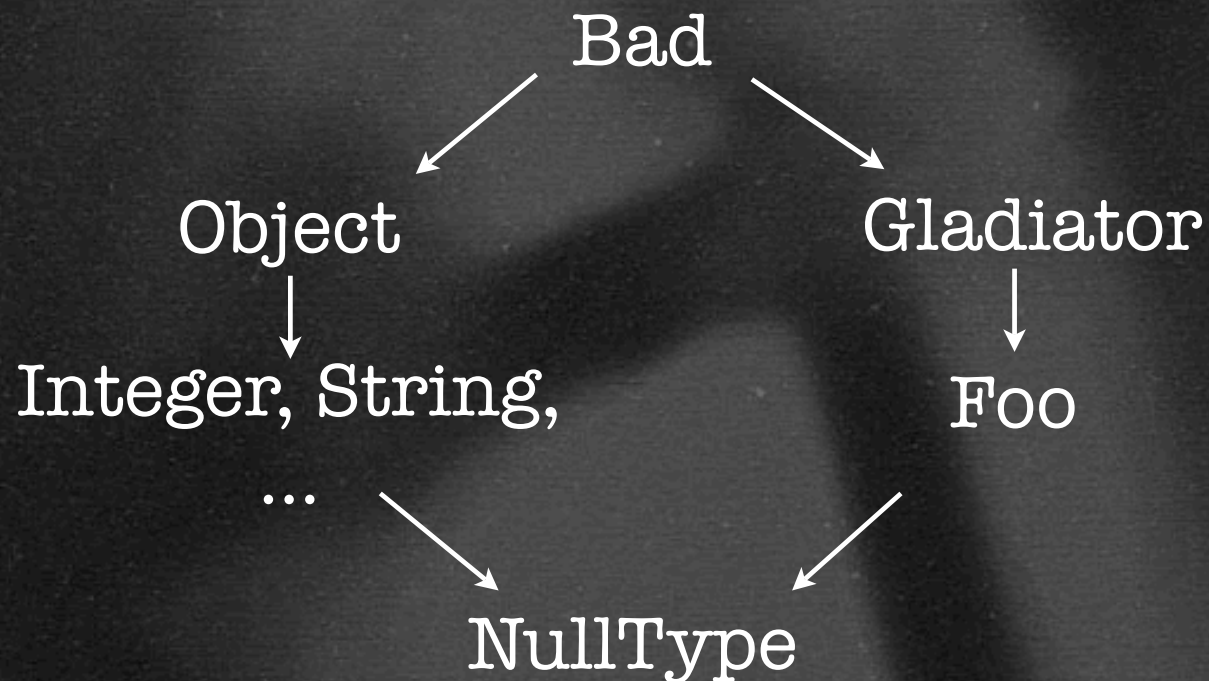 Bad
Object
Gladiator
Integer, String,
...
Foo
NullType